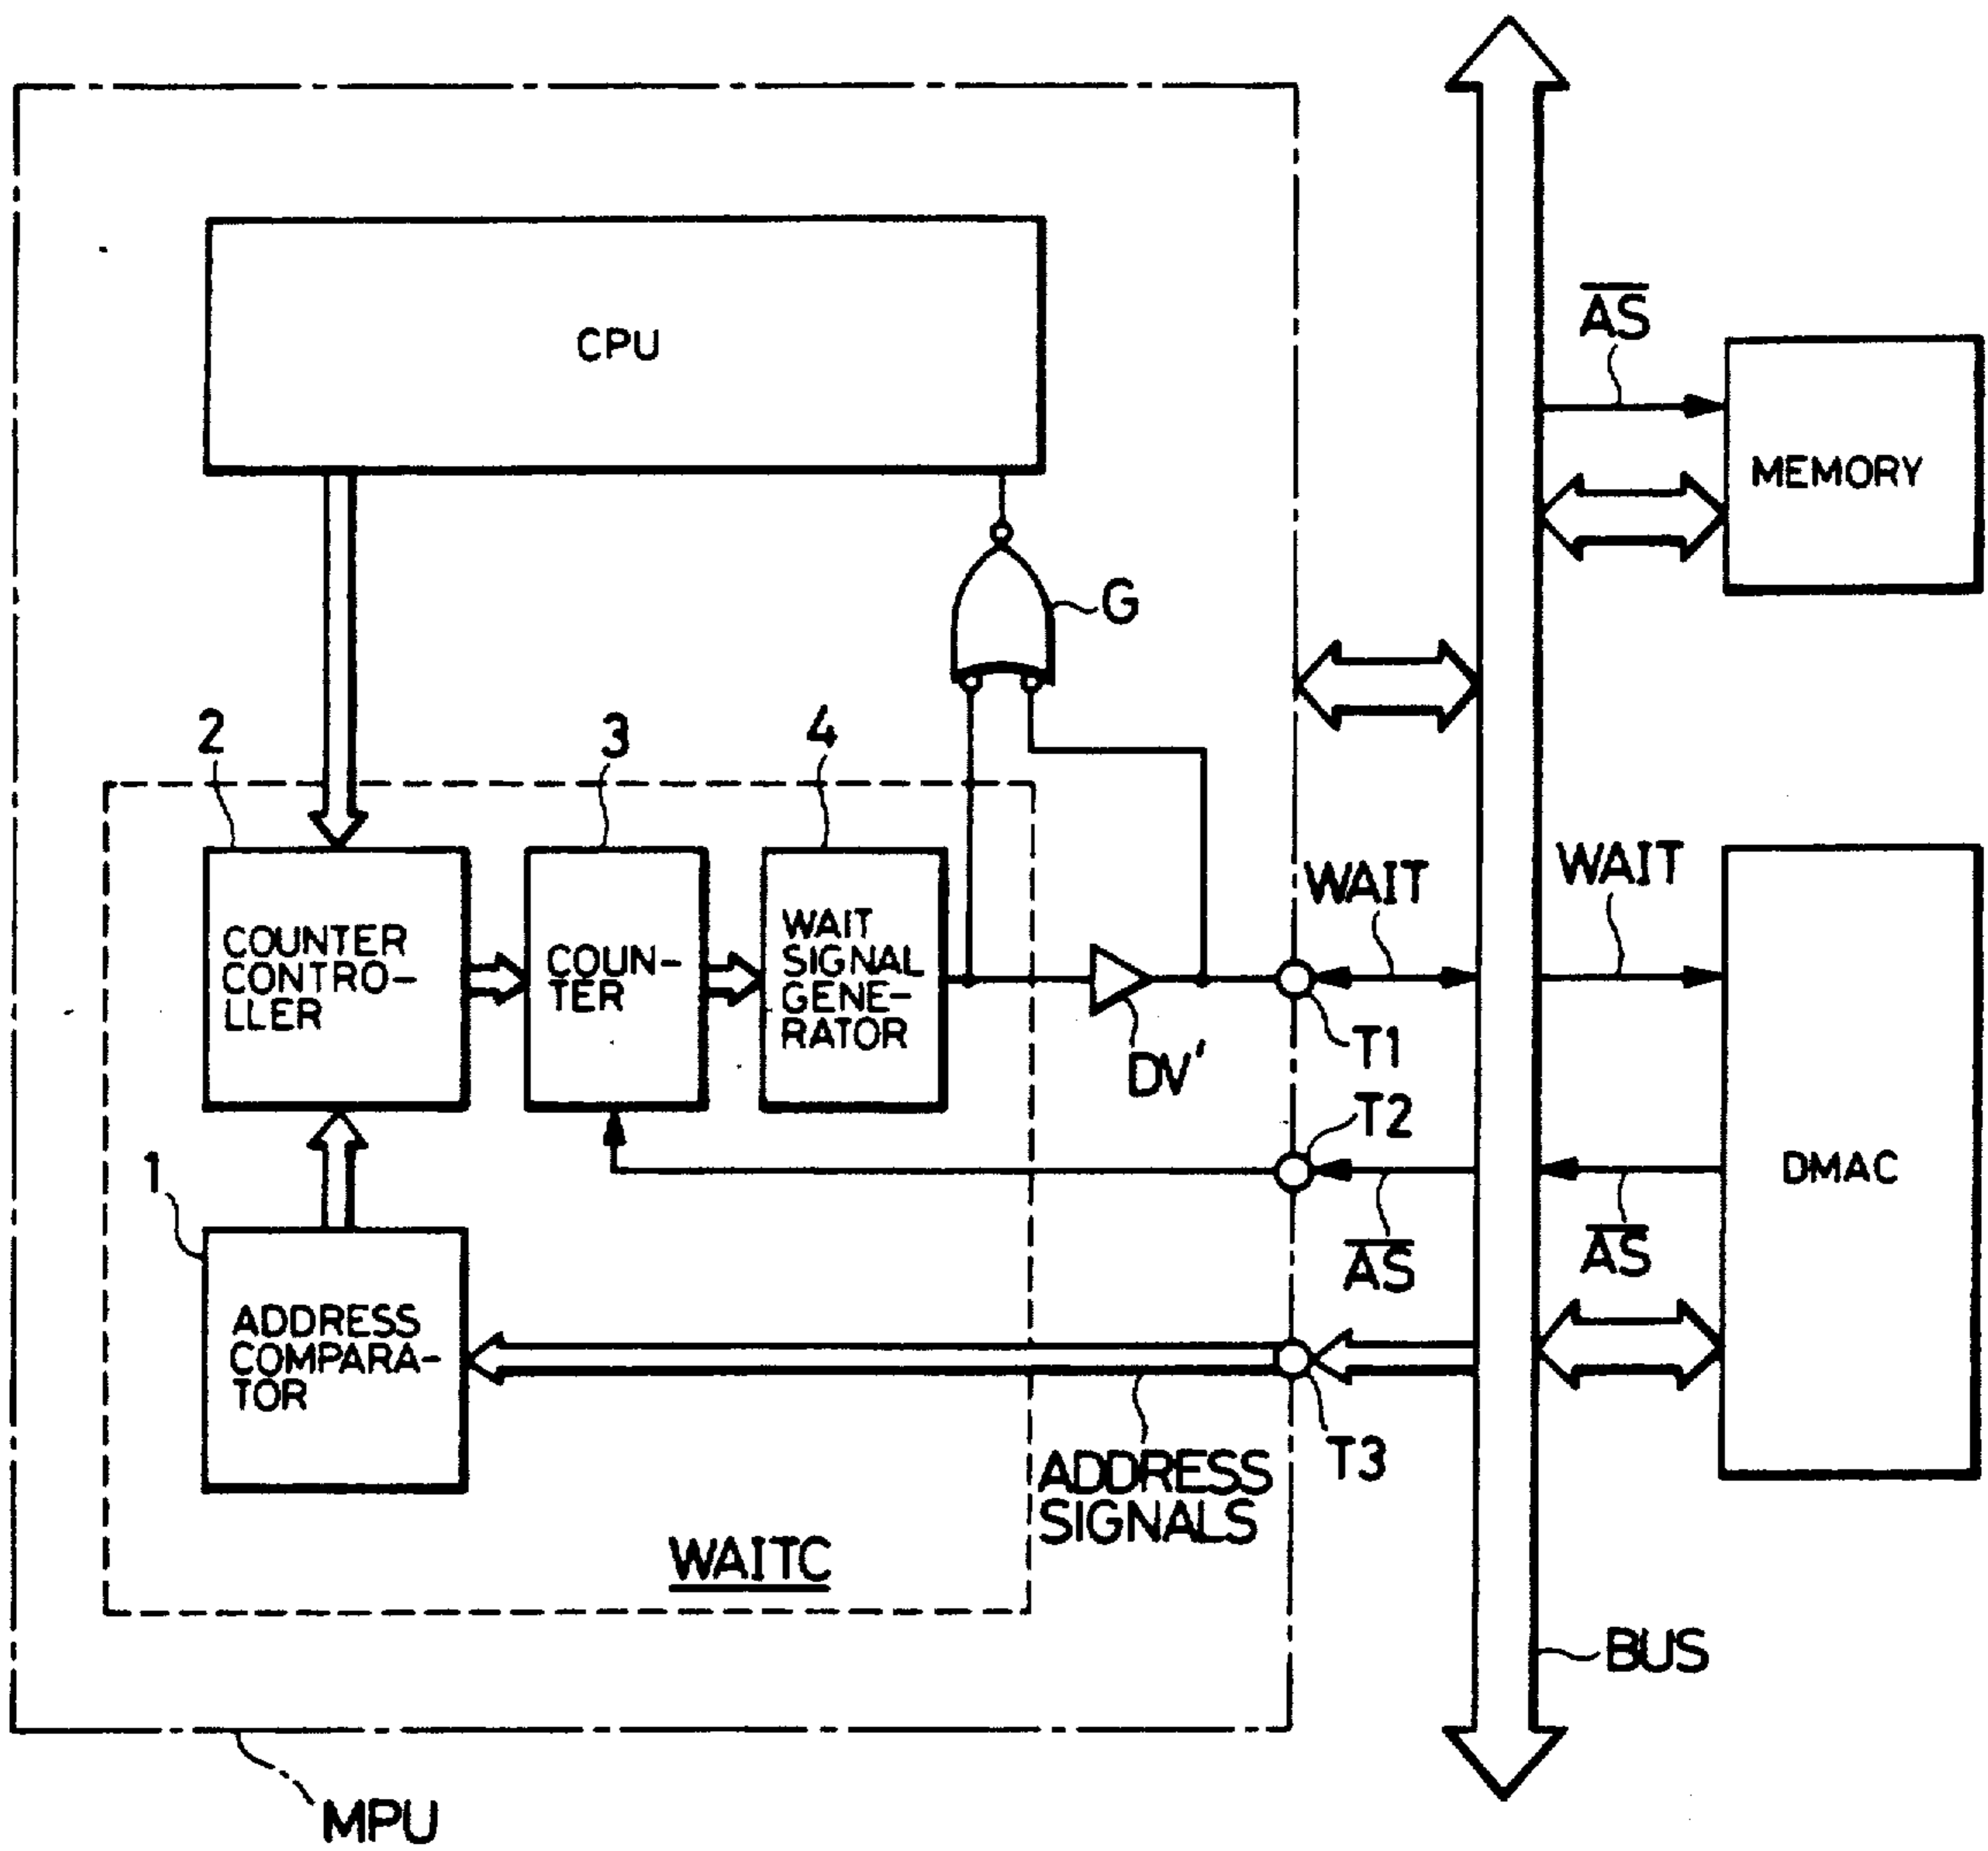 CPU
AS
MEMORY
G
2
3
4
COUNTER
CONTRO-
LLER
COUN-
TER
WAIT
SIGNAL
GENE-
RATOR
WAIT
WAIT
DV'
T1
T2
AS
AS
DMAC
1
ADDRESS
COMPARA-
TOR
T3
ADDRESS
SIGNALS
WAITC
BUS
MPU